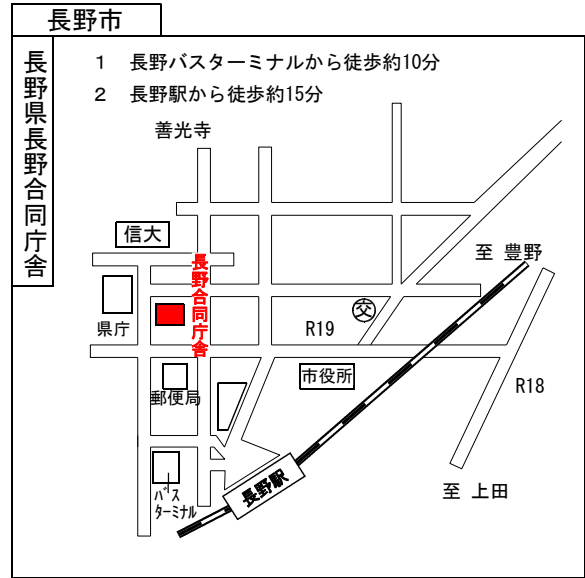 長野市
長野県長野合同庁舎
1 長野バスターミナルから徒歩約10分
2 長野駅から徒歩約15分
善光寺
信大
至 豊野
長野合同庁舎
県庁
交
R19
市役所
郵便局
R18
長野駅
至 上田
バス
ターミナル